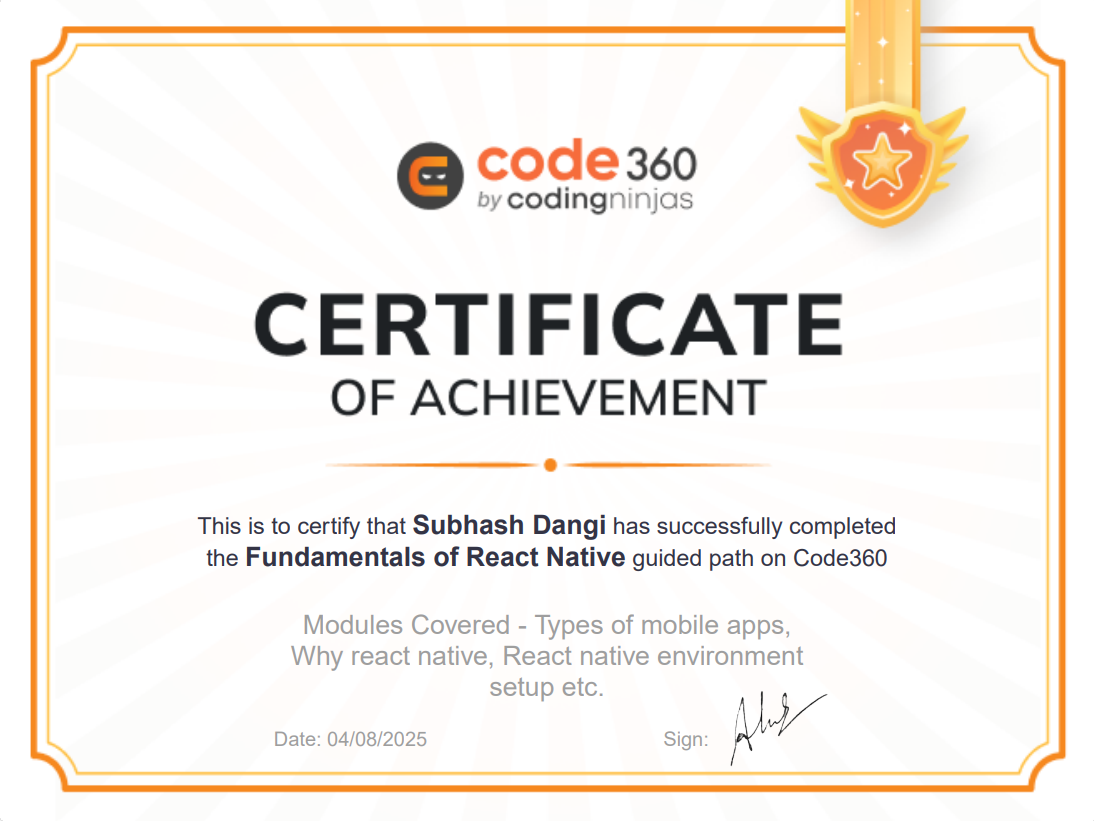 code 360
by codingninjas
CERTIFICATE
OF ACHIEVEMENT
This is to certify that Subhash Dangi has successfully completed
the Fundamentals of React Native guided path on Code360
Modules Covered - Types of mobile apps,
Why react native, React native environment
setup etc.
Date: 04/08/2025 Sign: